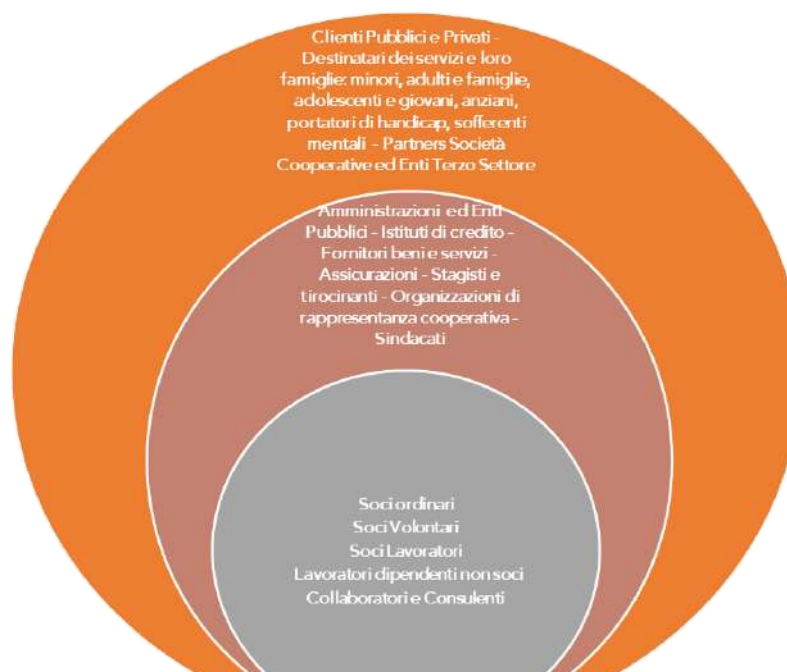 Clienti Pubblici e Privati -
Destinatari dei servizi e loro
famiglie: minori, adulti e famiglie,
adolescenti e giovani, anziani,
portatori di handicap, sofferenti
mentali - Partners Società
Cooperative ed Enti Terzo Settore
Amministrazioni ed Enti
Pubblici - Istituti di credito -
Fornitori beni e servizi -
Assicurazioni - Stagisti e
tirocinanti - Organizzazioni di
rappresentanza cooperativa -
Sindacati
Soci ordinari
Soci Volontari
Soci Lavoratori
Lavoratori dipendenti non soci
Collaboratori e Consulenti